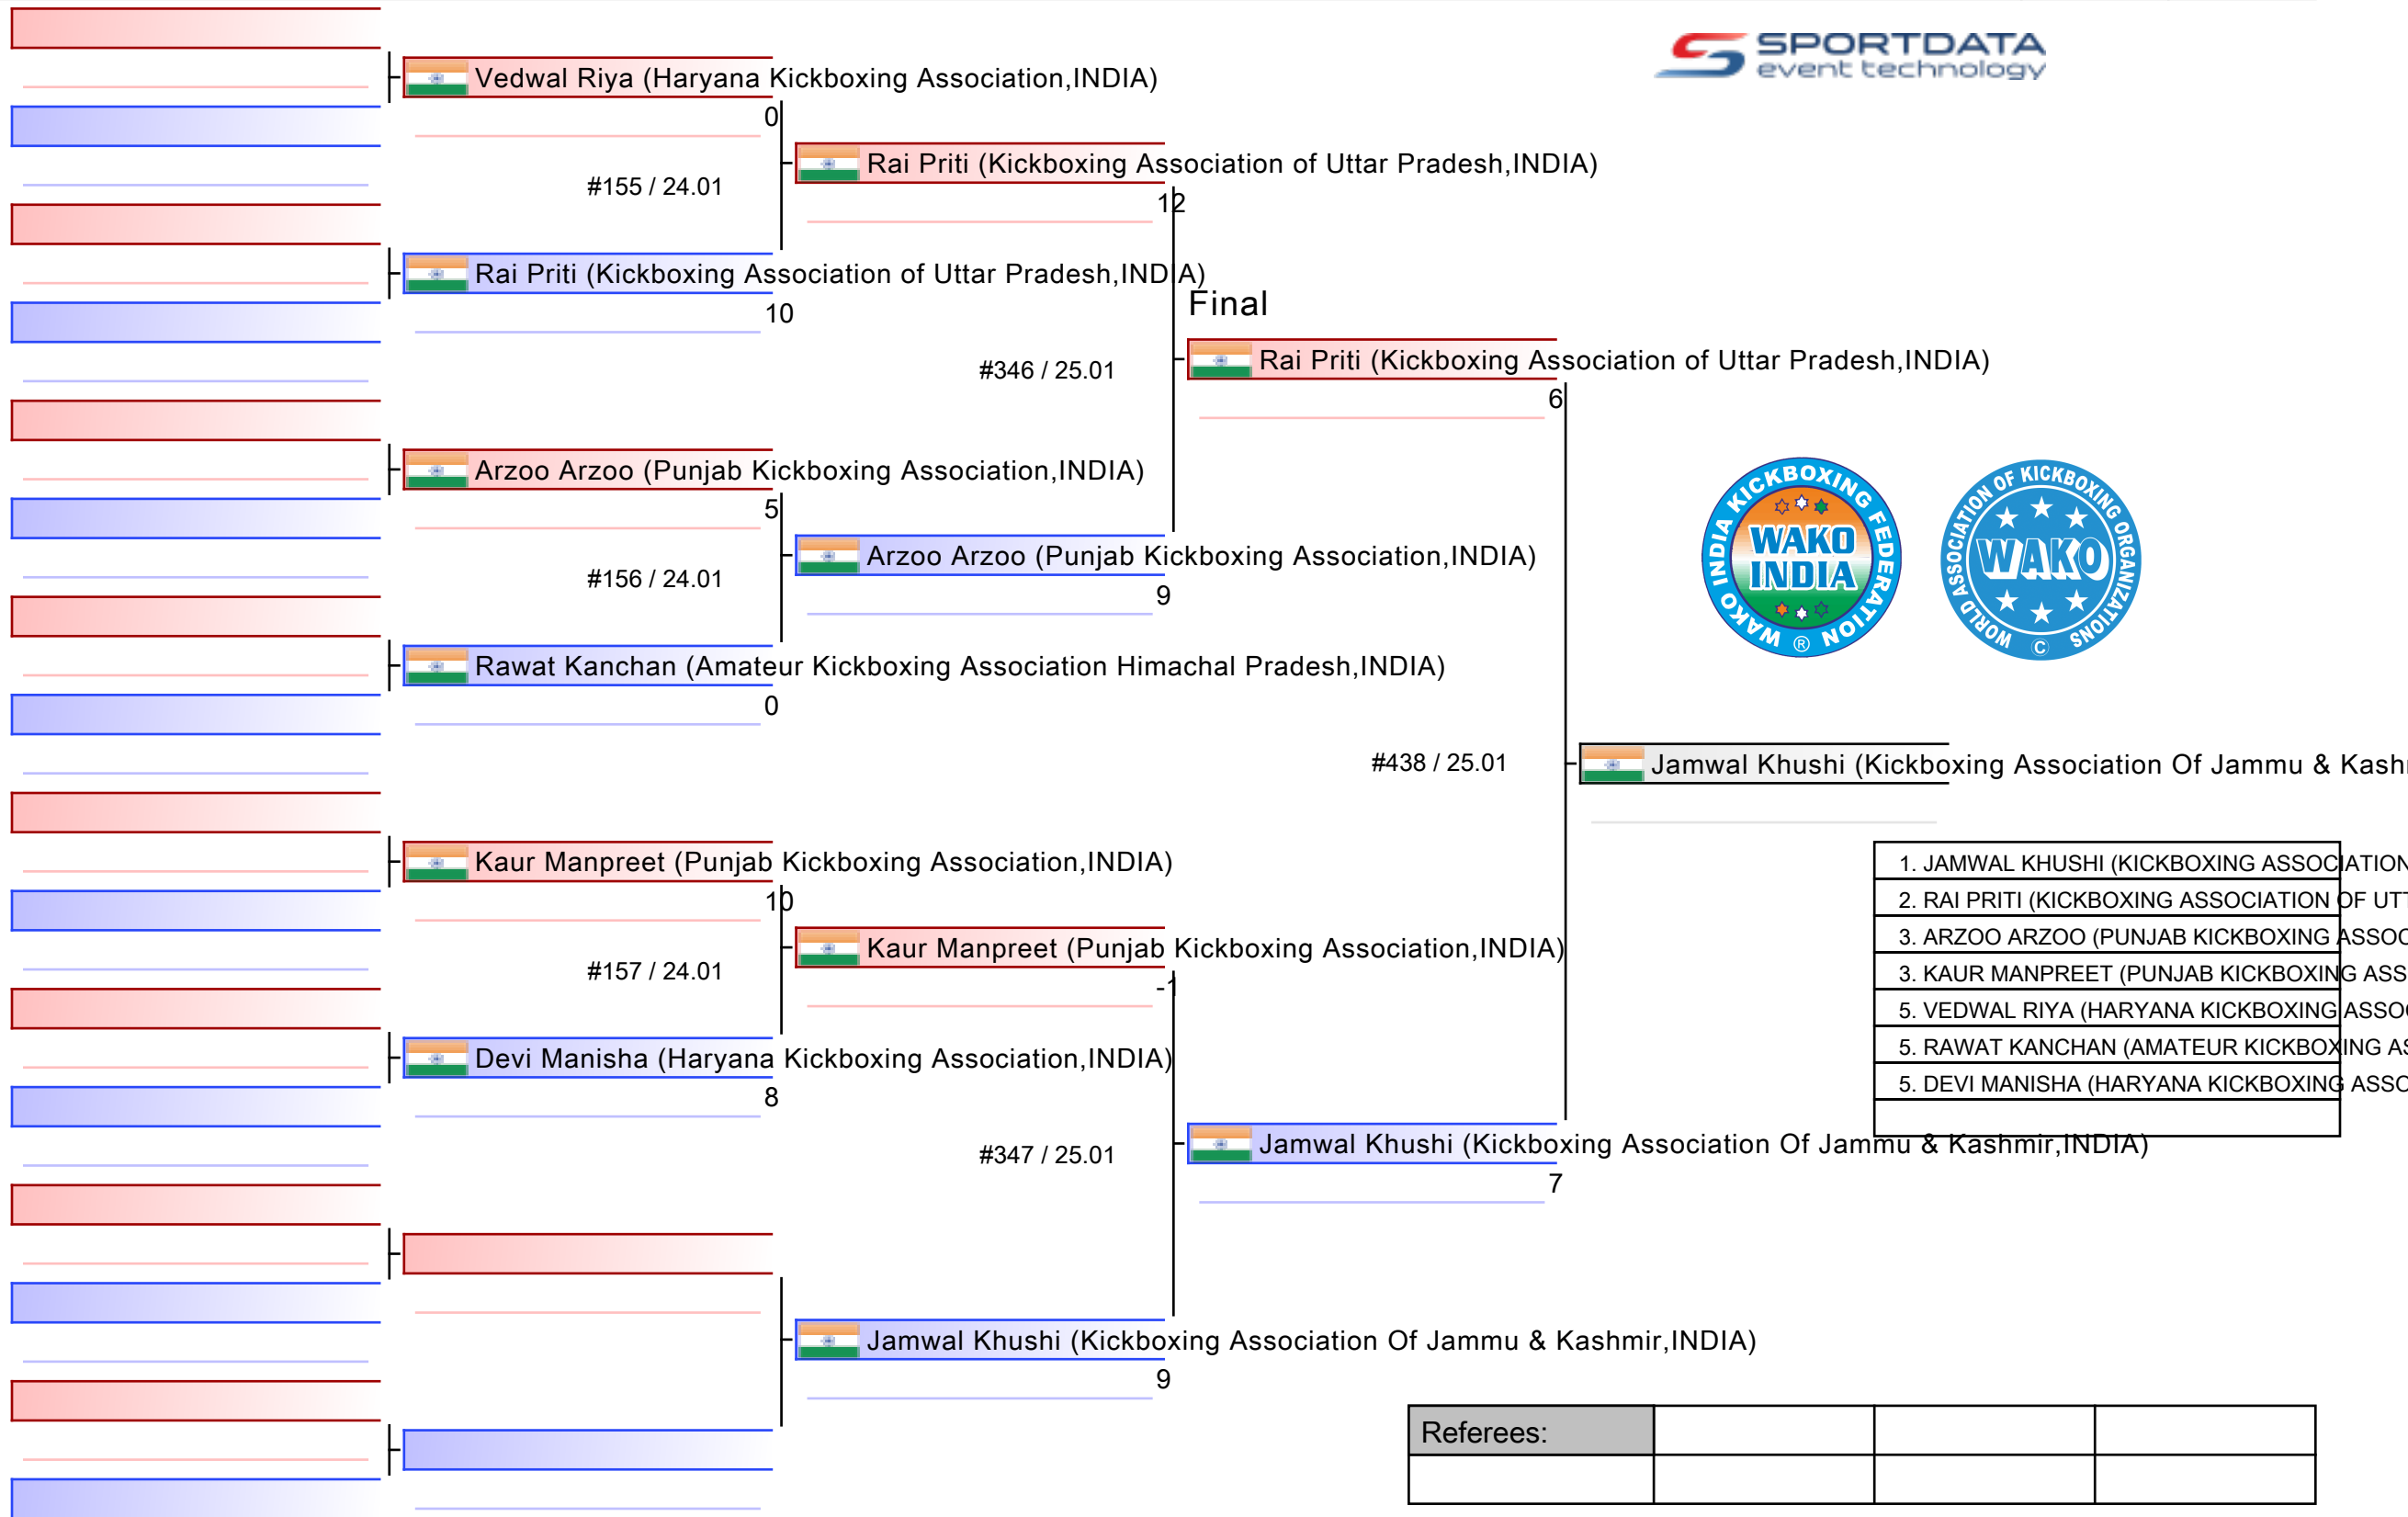 SPORTDATA
event technology
Vedwal Riya (Haryana Kickboxing Association,INDIA)
0
#155 / 24.01
Rai Priti (Kickboxing Association of Uttar Pradesh,INDIA)
12
Rai Priti (Kickboxing Association of Uttar Pradesh,INDIA)
10
Final
#346 / 25.01
Rai Priti (Kickboxing Association of Uttar Pradesh,INDIA)
6
Arzoo Arzoo (Punjab Kickboxing Association,INDIA)
5
#156 / 24.01
Arzoo Arzoo (Punjab Kickboxing Association,INDIA)
9
Rawat Kanchan (Amateur Kickboxing Association Himachal Pradesh,INDIA)
0
WAKO INDIA KICKBOXING FEDERATION
WAKO
INDIA
®
WORLD ASSOCIATION OF KICKBOXING ORGANIZATIONS
WAKO
©
#438 / 25.01
Jamwal Khushi (Kickboxing Association Of Jammu & Kash
Kaur Manpreet (Punjab Kickboxing Association,INDIA)
10
#157 / 24.01
Kaur Manpreet (Punjab Kickboxing Association,INDIA)
-1
Devi Manisha (Haryana Kickboxing Association,INDIA)
8
1. JAMWAL KHUSHI (KICKBOXING ASSOCIATION
2. RAI PRITI (KICKBOXING ASSOCIATION OF UTT
3. ARZOO ARZOO (PUNJAB KICKBOXING ASSOC
3. KAUR MANPREET (PUNJAB KICKBOXING ASS
5. VEDWAL RIYA (HARYANA KICKBOXING ASSO
5. RAWAT KANCHAN (AMATEUR KICKBOXING AS
5. DEVI MANISHA (HARYANA KICKBOXING ASSO
#347 / 25.01
Jamwal Khushi (Kickboxing Association Of Jammu & Kashmir,INDIA)
7
Jamwal Khushi (Kickboxing Association Of Jammu & Kashmir,INDIA)
9
Referees: